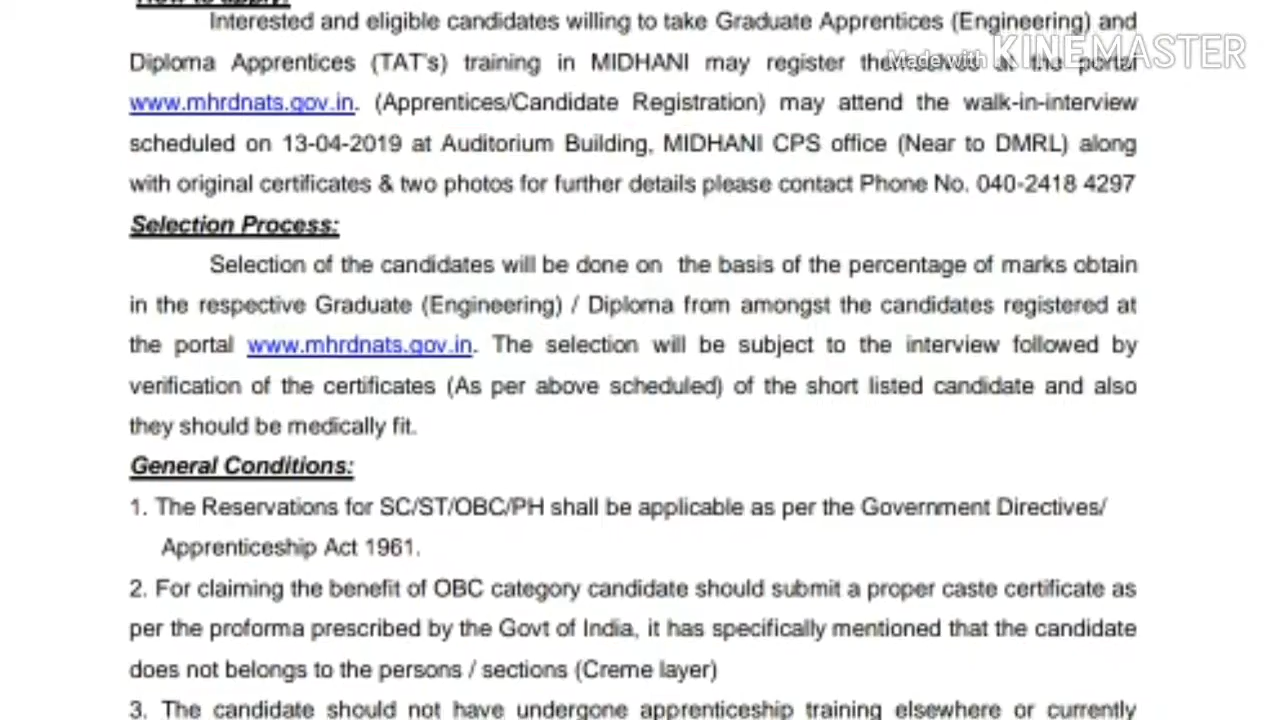 How to apply:
Interested and eligible candidates willing to take Graduate Apprentices (Engineering) and
Diploma Apprentices (TAT's) training in MIDHANI may register themselves at the portal
Made with KINEMASTER
www.mhrdnats.gov.in. (Apprentices/Candidate Registration) may attend the walk-in-interview
scheduled on 13-04-2019 at Auditorium Building, MIDHANI CPS office (Near to DMRL) along
with original certificates & two photos for further details please contact Phone No. 040-2418 4297
Selection Process:
Selection of the candidates will be done on the basis of the percentage of marks obtain
in the respective Graduate (Engineering) / Diploma from amongst the candidates registered at
the portal www.mhrdnats.gov.in. The selection will be subject to the interview followed by
verification of the certificates (As per above scheduled) of the short listed candidate and also
they should be medically fit.
General Conditions:
1. The Reservations for SC/ST/OBC/PH shall be applicable as per the Government Directives/
Apprenticeship Act 1961.
2. For claiming the benefit of OBC category candidate should submit a proper caste certificate as
per the proforma prescribed by the Govt of India, it has specifically mentioned that the candidate
does not belongs to the persons / sections (Creme layer)
3. The candidate should not have undergone apprenticeship training elsewhere or currently